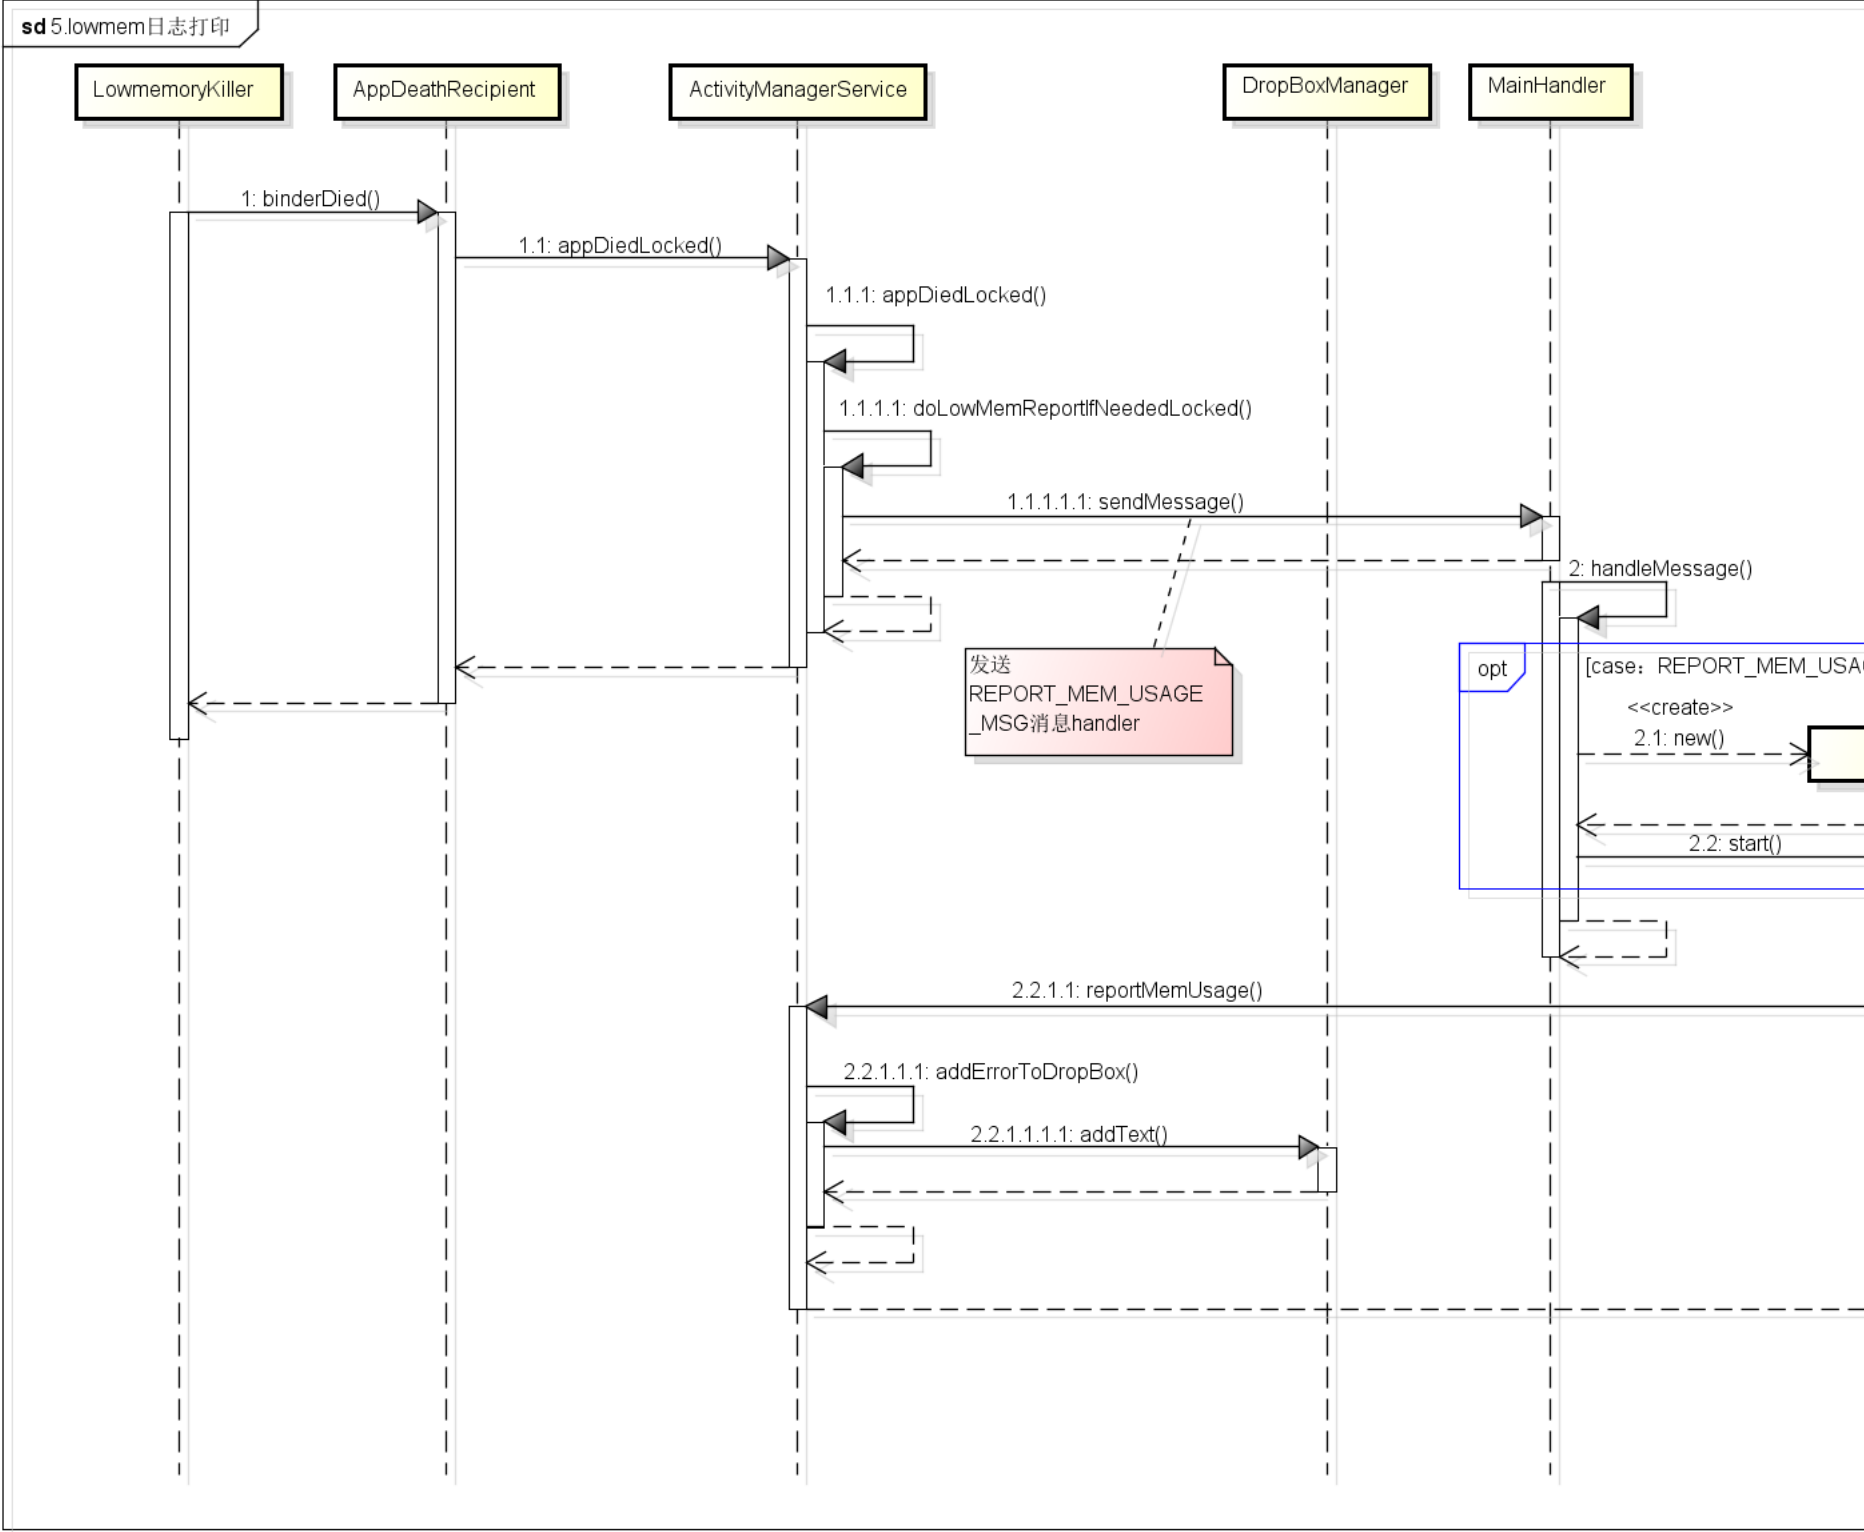 sd 5.lowmem日志打印
LowmemoryKiller
AppDeathRecipient
ActivityManagerService
DropBoxManager
MainHandler
1: binderDied()
1.1: appDiedLocked()
1.1.1: appDiedLocked()
1.1.1.1: doLowMemReportIfNeededLocked()
1.1.1.1.1: sendMessage()
2: handleMessage()
发送
REPORT_MEM_USAGE
_MSG消息handler
opt
[case：REPORT_MEM_USA
<<create>>
2.1: new()
2.2: start()
2.2.1.1: reportMemUsage()
2.2.1.1.1: addErrorToDropBox()
2.2.1.1.1.1: addText()